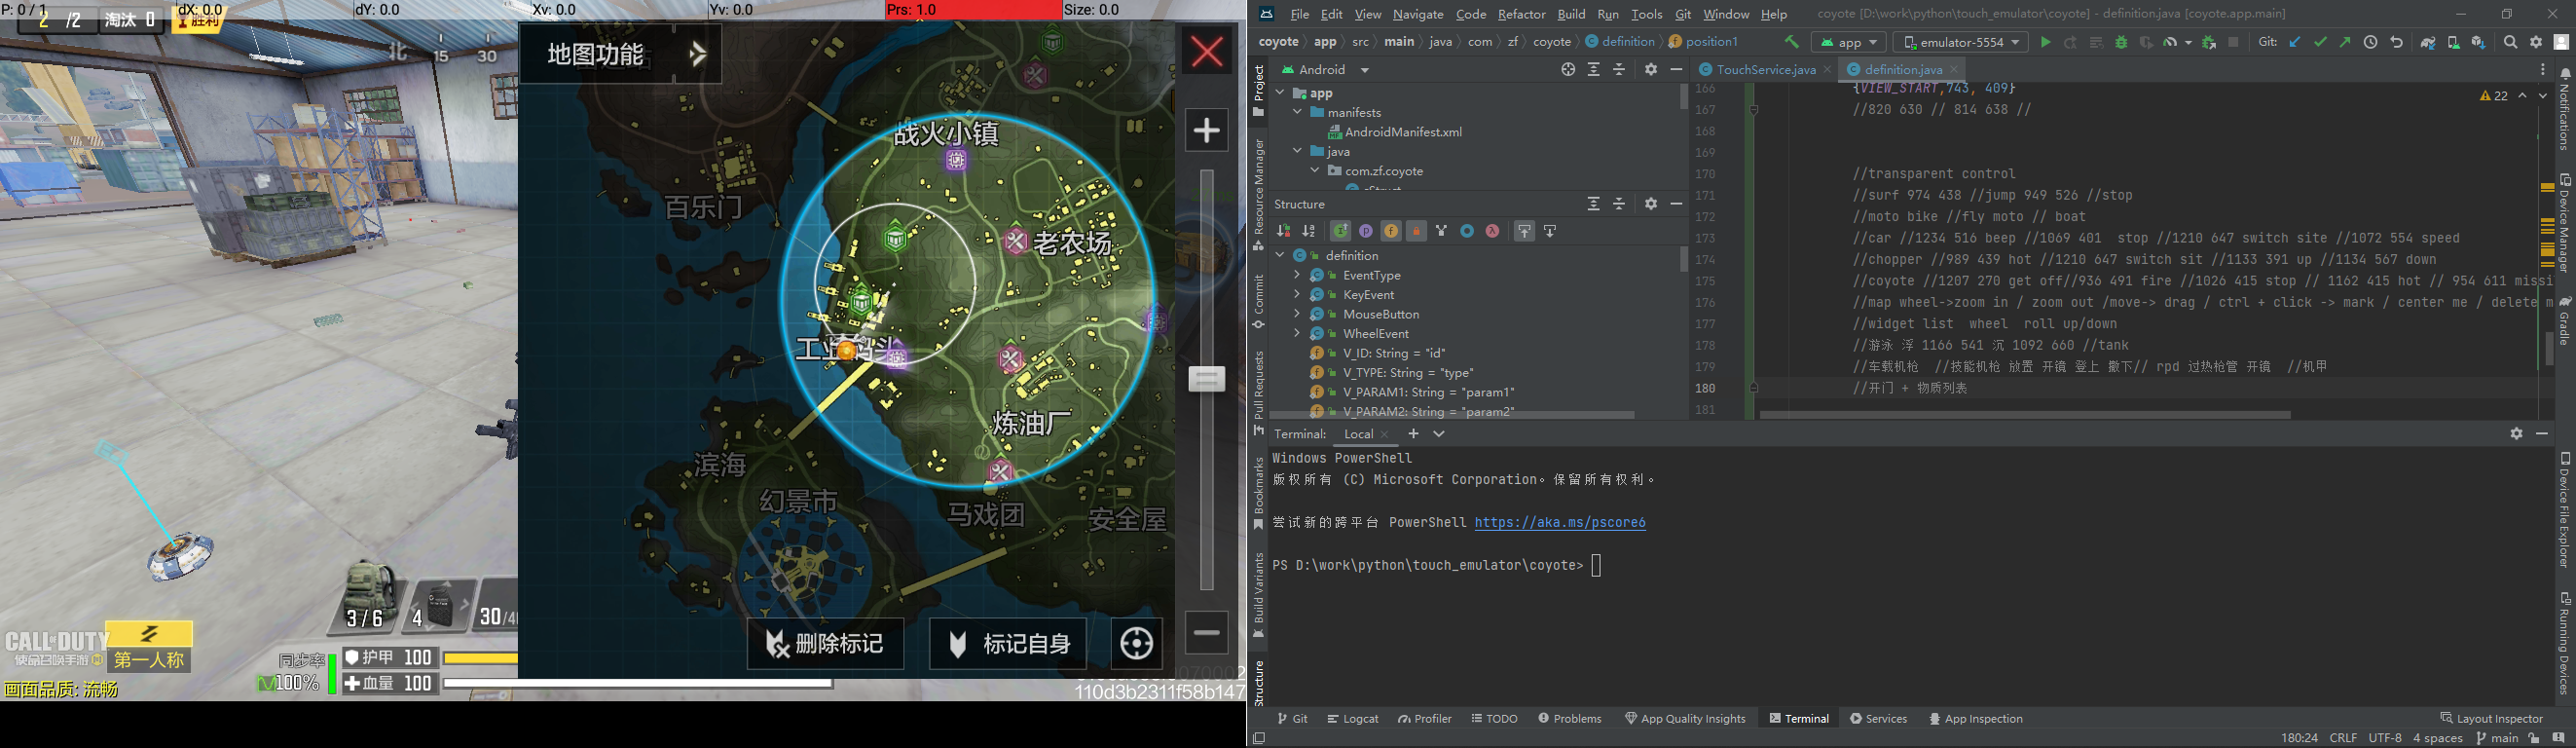 P: 0 / 1
dX: 0.0
dY: 0.0
Xv: 0.0
Yv: 0.0
Prs: 1.0
Size: 0.0
2 /2
淘汰 0
胜利
北
15
30
地图功能
战火小镇
百乐门
老农场
炼油厂
滨海
幻景市
马戏团
安全屋
删除标记
标记自身
3 / 6
4
CALL OF DUTY
使命召唤手游
第一人称
画面品质: 流畅
同步率
100%
护甲 100
血量 100
110d3b2311f58b147
File Edit View Navigate Code Refactor Build Run Tools Git Window Help
coyote [D:\work\python\touch_emulator\coyote] - definition.java [coyote.app.main]
coyote
app
src
main
java
com
zf
coyote
definition
position1
app
emulator-5554
Git:
Android
app
manifests
AndroidManifest.xml
java
com.zf.coyote
Structure
definition
EventType
KeyEvent
MouseButton
WheelEvent
V_ID: String = "id"
V_TYPE: String = "type"
V_PARAM1: String = "param1"
V_PARAM2: String = "param2"
TouchService.java
definition.java
22
166 {VIEW_START,743, 409}
167 //820 630 // 814 638 //
168
169
170 //transparent control
171 //surf 974 438 //jump 949 526 //stop
172 //moto bike //fly moto // boat
173 //car //1234 516 beep //1069 401 stop //1210 647 switch site //1072 554 speed
174 //chopper //989 439 hot //1210 647 switch sit //1133 391 up //1134 567 down
175 //coyote //1207 270 get off//936 491 fire //1026 415 stop // 1162 415 hot // 954 611 missi
176 //map wheel->zoom in / zoom out /move-> drag / ctrl + click -> mark / center me / delete m
177 //widget list wheel roll up/down
178 //游泳 浮 1166 541 沉 1092 660 //tank
179 //车载机枪 //技能机枪 放置 开镜 登上 撤下// rpd 过热枪管 开镜 //机甲
180 //开门 + 物质列表
181
Terminal:
Local
Windows PowerShell
版权所有 (C) Microsoft Corporation。保留所有权利。
尝试新的跨平台 PowerShell https://aka.ms/pscore6
PS D:\work\python\touch_emulator\coyote>
Project
Resource Manager
Commit
Pull Requests
Bookmarks
Build Variants
Structure
Notifications
Device Manager
Gradle
Device File Explorer
Running Devices
Git
Logcat
Profiler
TODO
Problems
App Quality Insights
Terminal
Services
App Inspection
Layout Inspector
180:24 CRLF UTF-8 4 spaces main